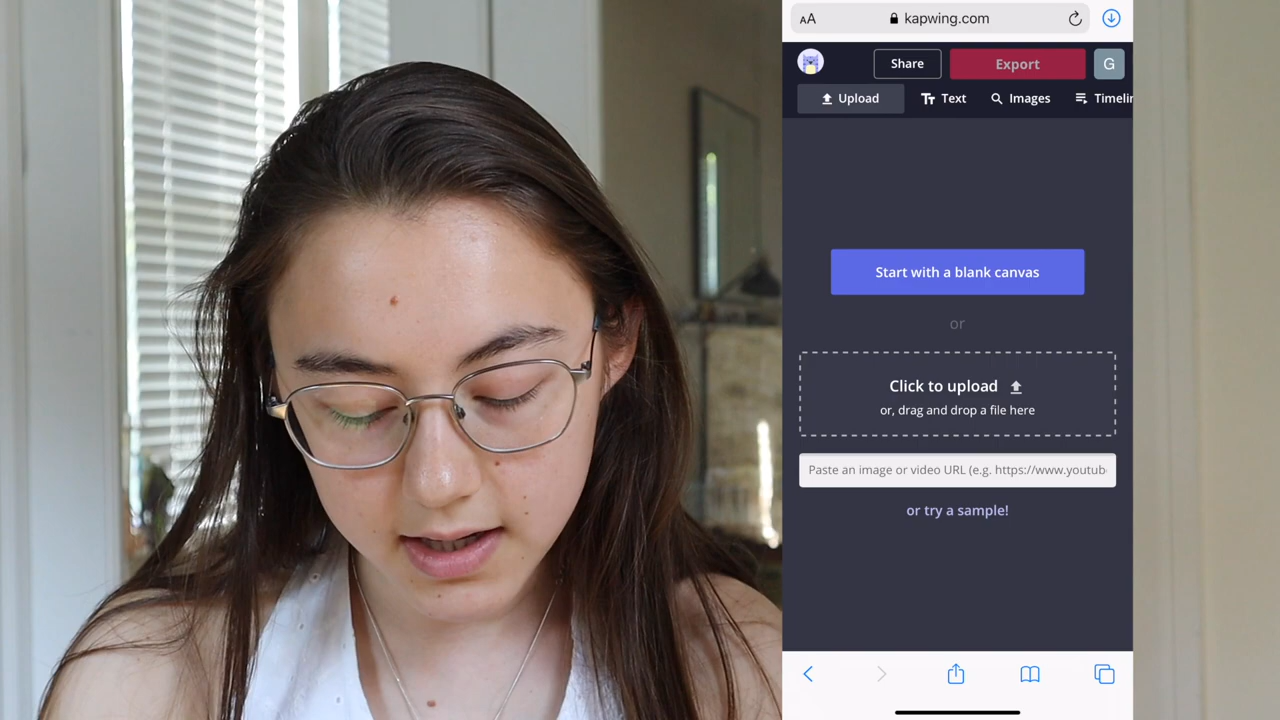 AA kapwing.com
Share Export G
Upload Text Images Timelin
Start with a blank canvas
or
Click to upload
or, drag and drop a file here
Paste an image or video URL (e.g. https://www.youtub
or try a sample!